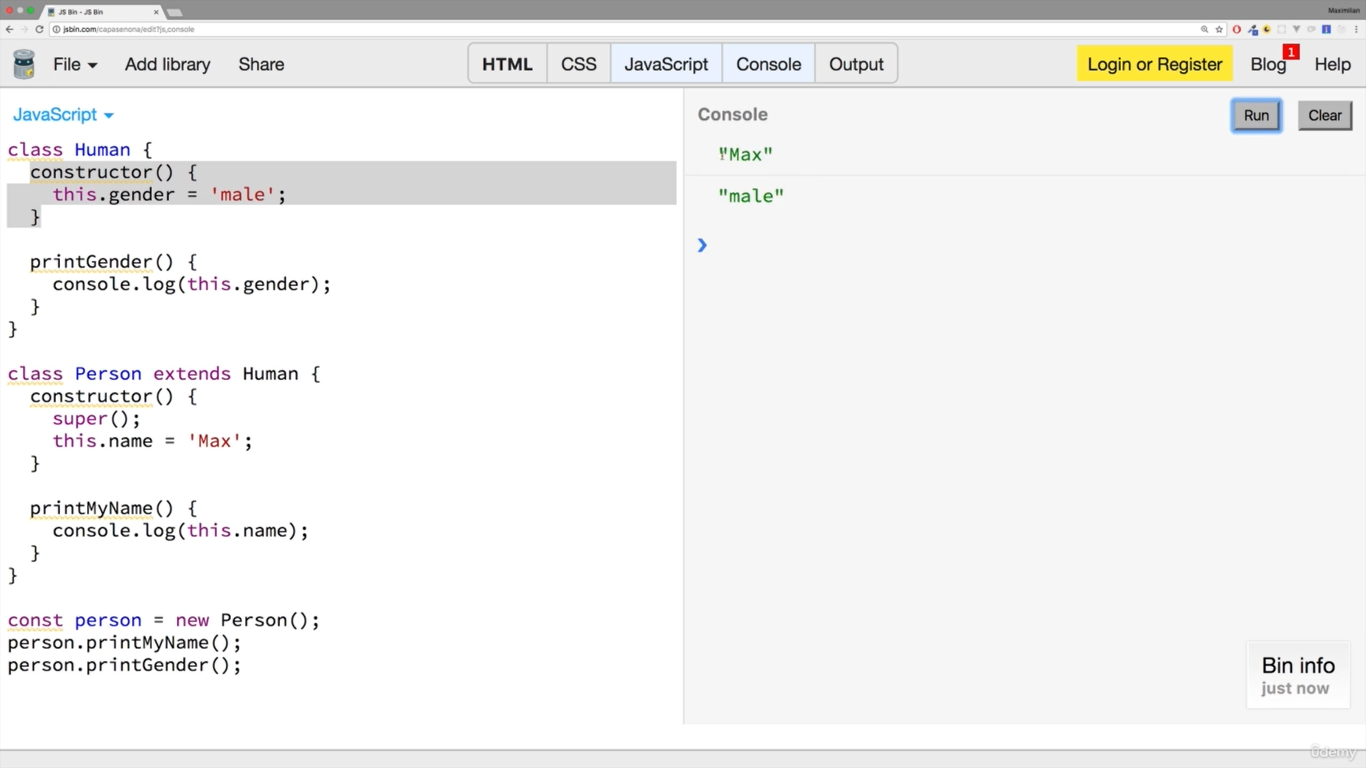 JS Bin - JS Bin
Maxmilian
jsbin.com/capasenona/edit?js,console
File
Add library
Share
HTML
CSS
JavaScript
Console
Output
Login or Register
Blog
1
Help
JavaScript
class Human {
constructor() {
this.gender = 'male';
}
printGender() {
console.log(this.gender);
}
}
class Person extends Human {
constructor() {
super();
this.name = 'Max';
}
printMyName() {
console.log(this.name);
}
}
const person = new Person();
person.printMyName();
person.printGender();
Console
Run
Clear
"Max"
"male"
Bin info
just now
ûdemy